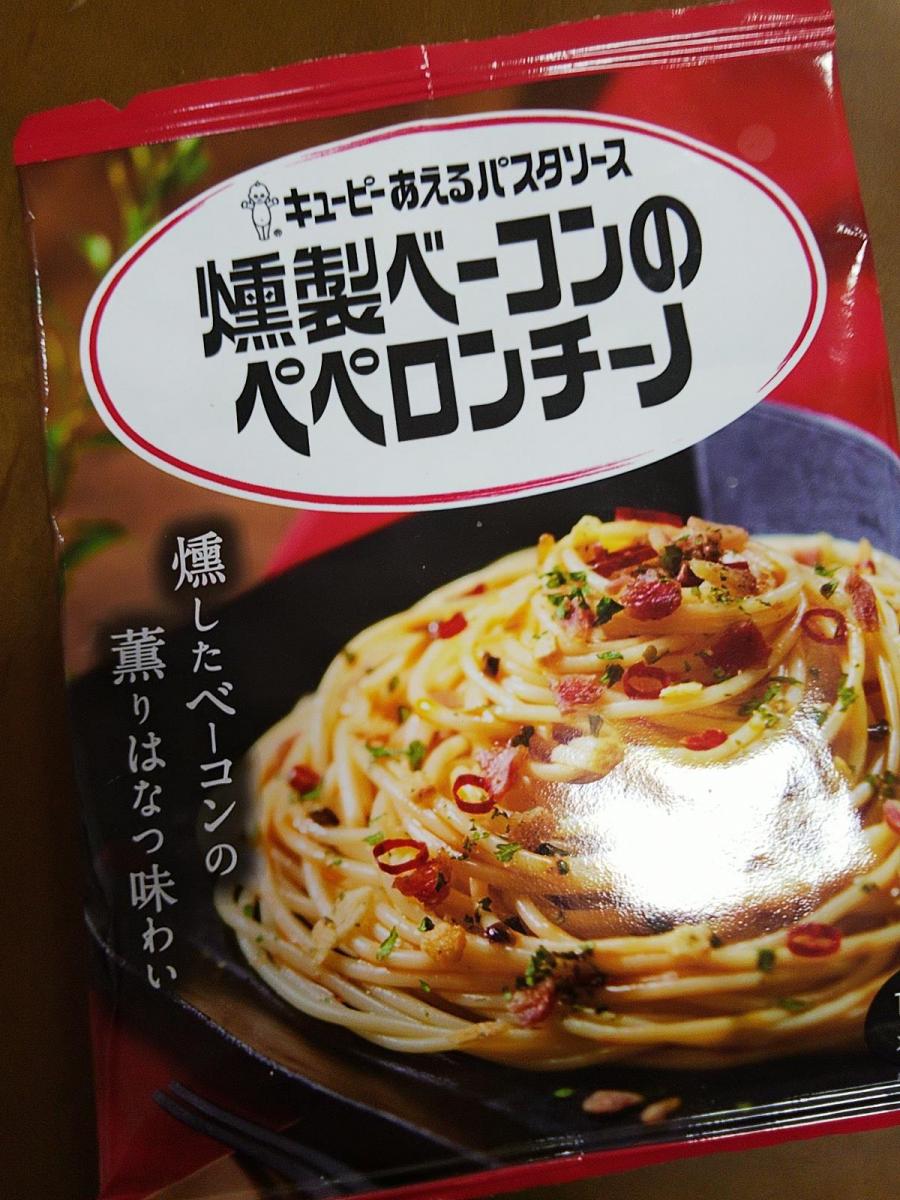 キューピーあえるパスタソース
燻製ベーコンの
ペペロンチーノ
燻したベーコンの
薫りはなつ味わい